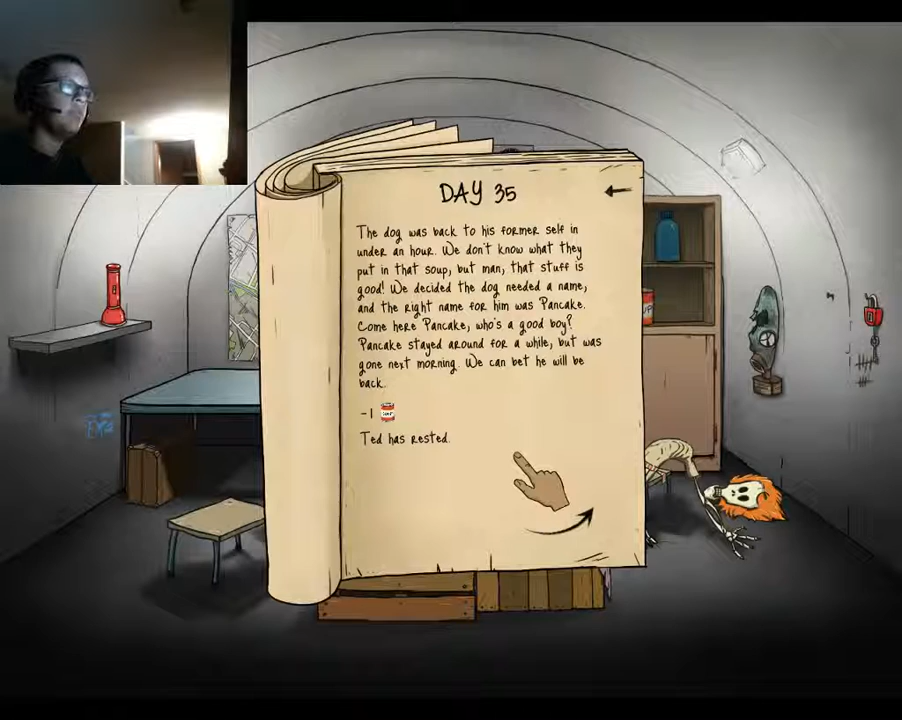 DAY 35
The dog was back to his former self in
under an hour. We don't know what they
put in that soup, but man, that stuff is
good! We decided the dog needed a name,
and the right name for him was Pancake.
Come here Pancake, who's a good boy?
Pancake stayed around for a while, but was
gone next morning. We can bet he will be
back.
-1
Ted has rested.